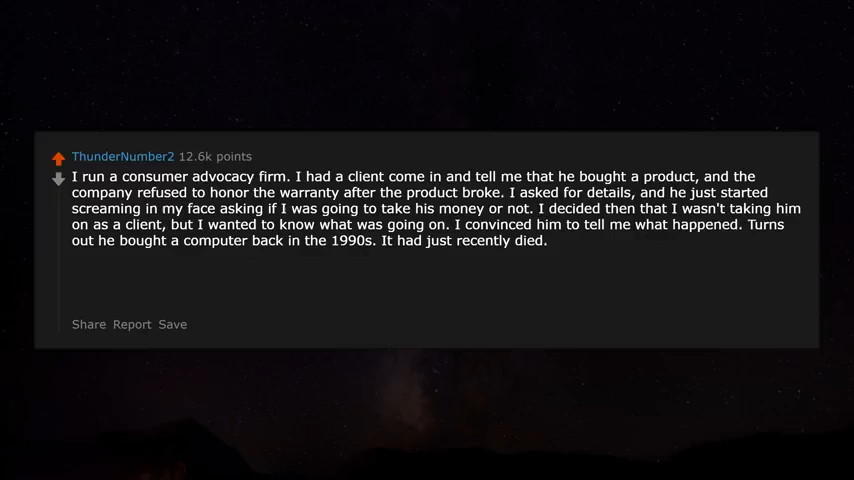 ThunderNumber2 12.6k points
I run a consumer advocacy firm. I had a client come in and tell me that he bought a product, and the
company refused to honor the warranty after the product broke. I asked for details, and he just started
screaming in my face asking if I was going to take his money or not. I decided then that I wasn't taking him
on as a client, but I wanted to know what was going on. I convinced him to tell me what happened. Turns
out he bought a computer back in the 1990s. It had just recently died.
Share Report Save